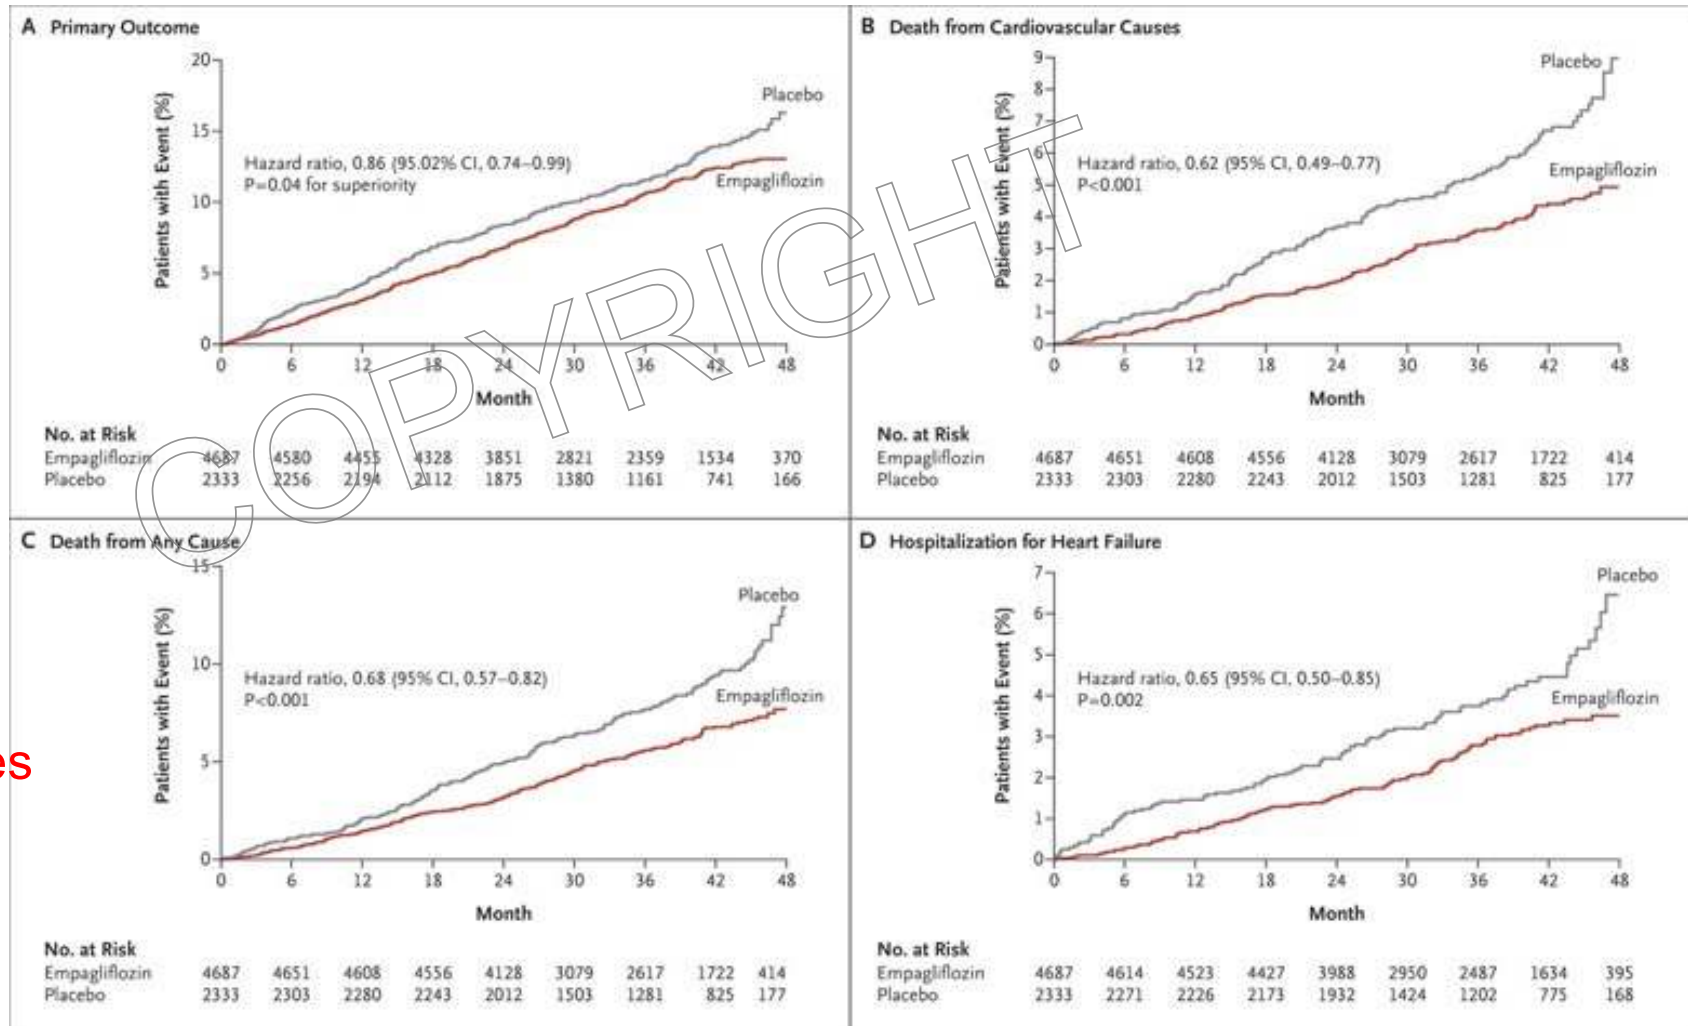 A Primary Outcome
20
15
10
5
0
Patients with Event (%)
Placebo
Hazard ratio, 0.86 (95.02% CI, 0.74–0.99)
P=0.04 for superiority
Empagliflozin
0 6 12 18 24 30 36 42 48
Month
No. at Risk
Empagliflozin 4687 4580 4455 4328 3851 2821 2359 1534 370
Placebo 2333 2256 2194 2112 1875 1380 1161 741 166
B Death from Cardiovascular Causes
9
8
7
6
5
4
3
2
1
0
Patients with Event (%)
Placebo
Hazard ratio, 0.62 (95% CI, 0.49–0.77)
P<0.001
Empagliflozin
0 6 12 18 24 30 36 42 48
Month
No. at Risk
Empagliflozin 4687 4651 4608 4556 4128 3079 2617 1722 414
Placebo 2333 2303 2280 2243 2012 1503 1281 825 177
COPYRIGHT
C Death from Any Cause
15
10
5
0
Patients with Event (%)
Placebo
Hazard ratio, 0.68 (95% CI, 0.57–0.82)
P<0.001
Empagliflozin
0 6 12 18 24 30 36 42 48
Month
No. at Risk
Empagliflozin 4687 4651 4608 4556 4128 3079 2617 1722 414
Placebo 2333 2303 2280 2243 2012 1503 1281 825 177
es
D Hospitalization for Heart Failure
7
6
5
4
3
2
1
0
Patients with Event (%)
Placebo
Hazard ratio, 0.65 (95% CI, 0.50–0.85)
P=0.002
Empagliflozin
0 6 12 18 24 30 36 42 48
Month
No. at Risk
Empagliflozin 4687 4614 4523 4427 3988 2950 2487 1634 395
Placebo 2333 2271 2226 2173 1932 1424 1202 775 168